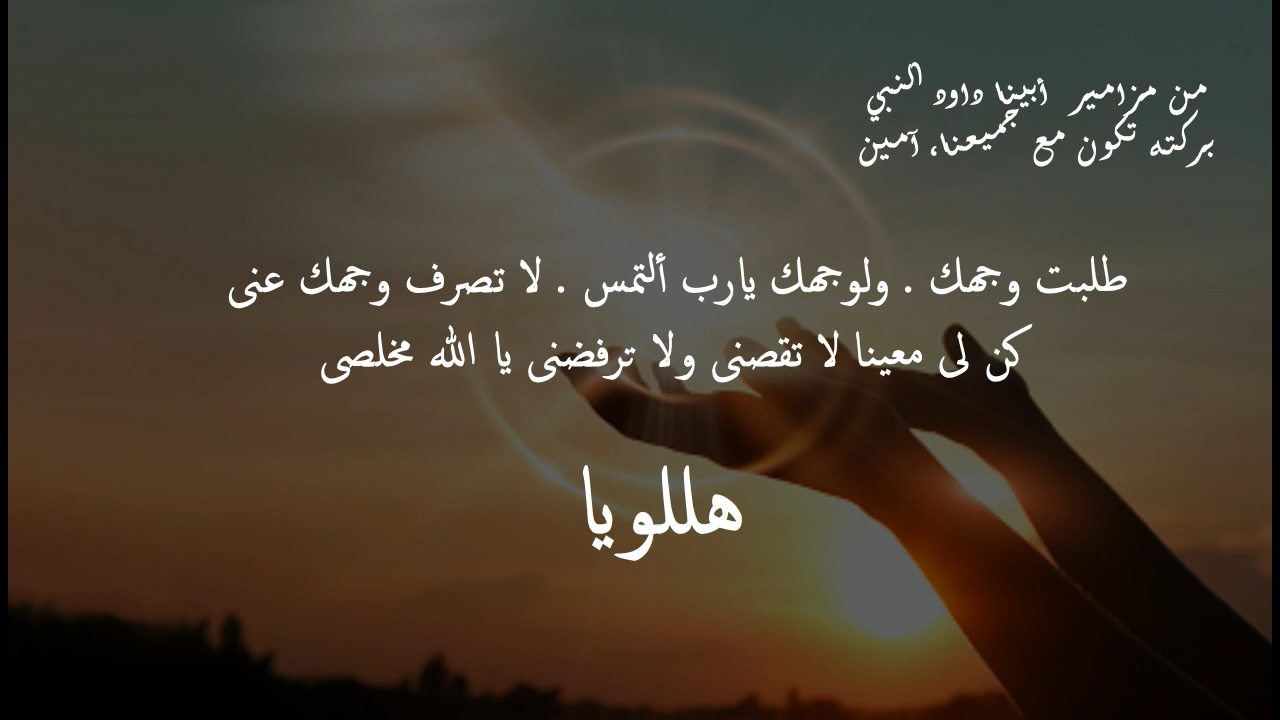 من مزامير أبينا داود النبي
بركته تكون مع جميعنا، آمين
طلبت وجهك . ولوجهك يارب ألتمس . لا تصرف وجهك عنى
كن لى معينا لا تقصنى ولا ترفضنى يا الله مخلصى
هللويا